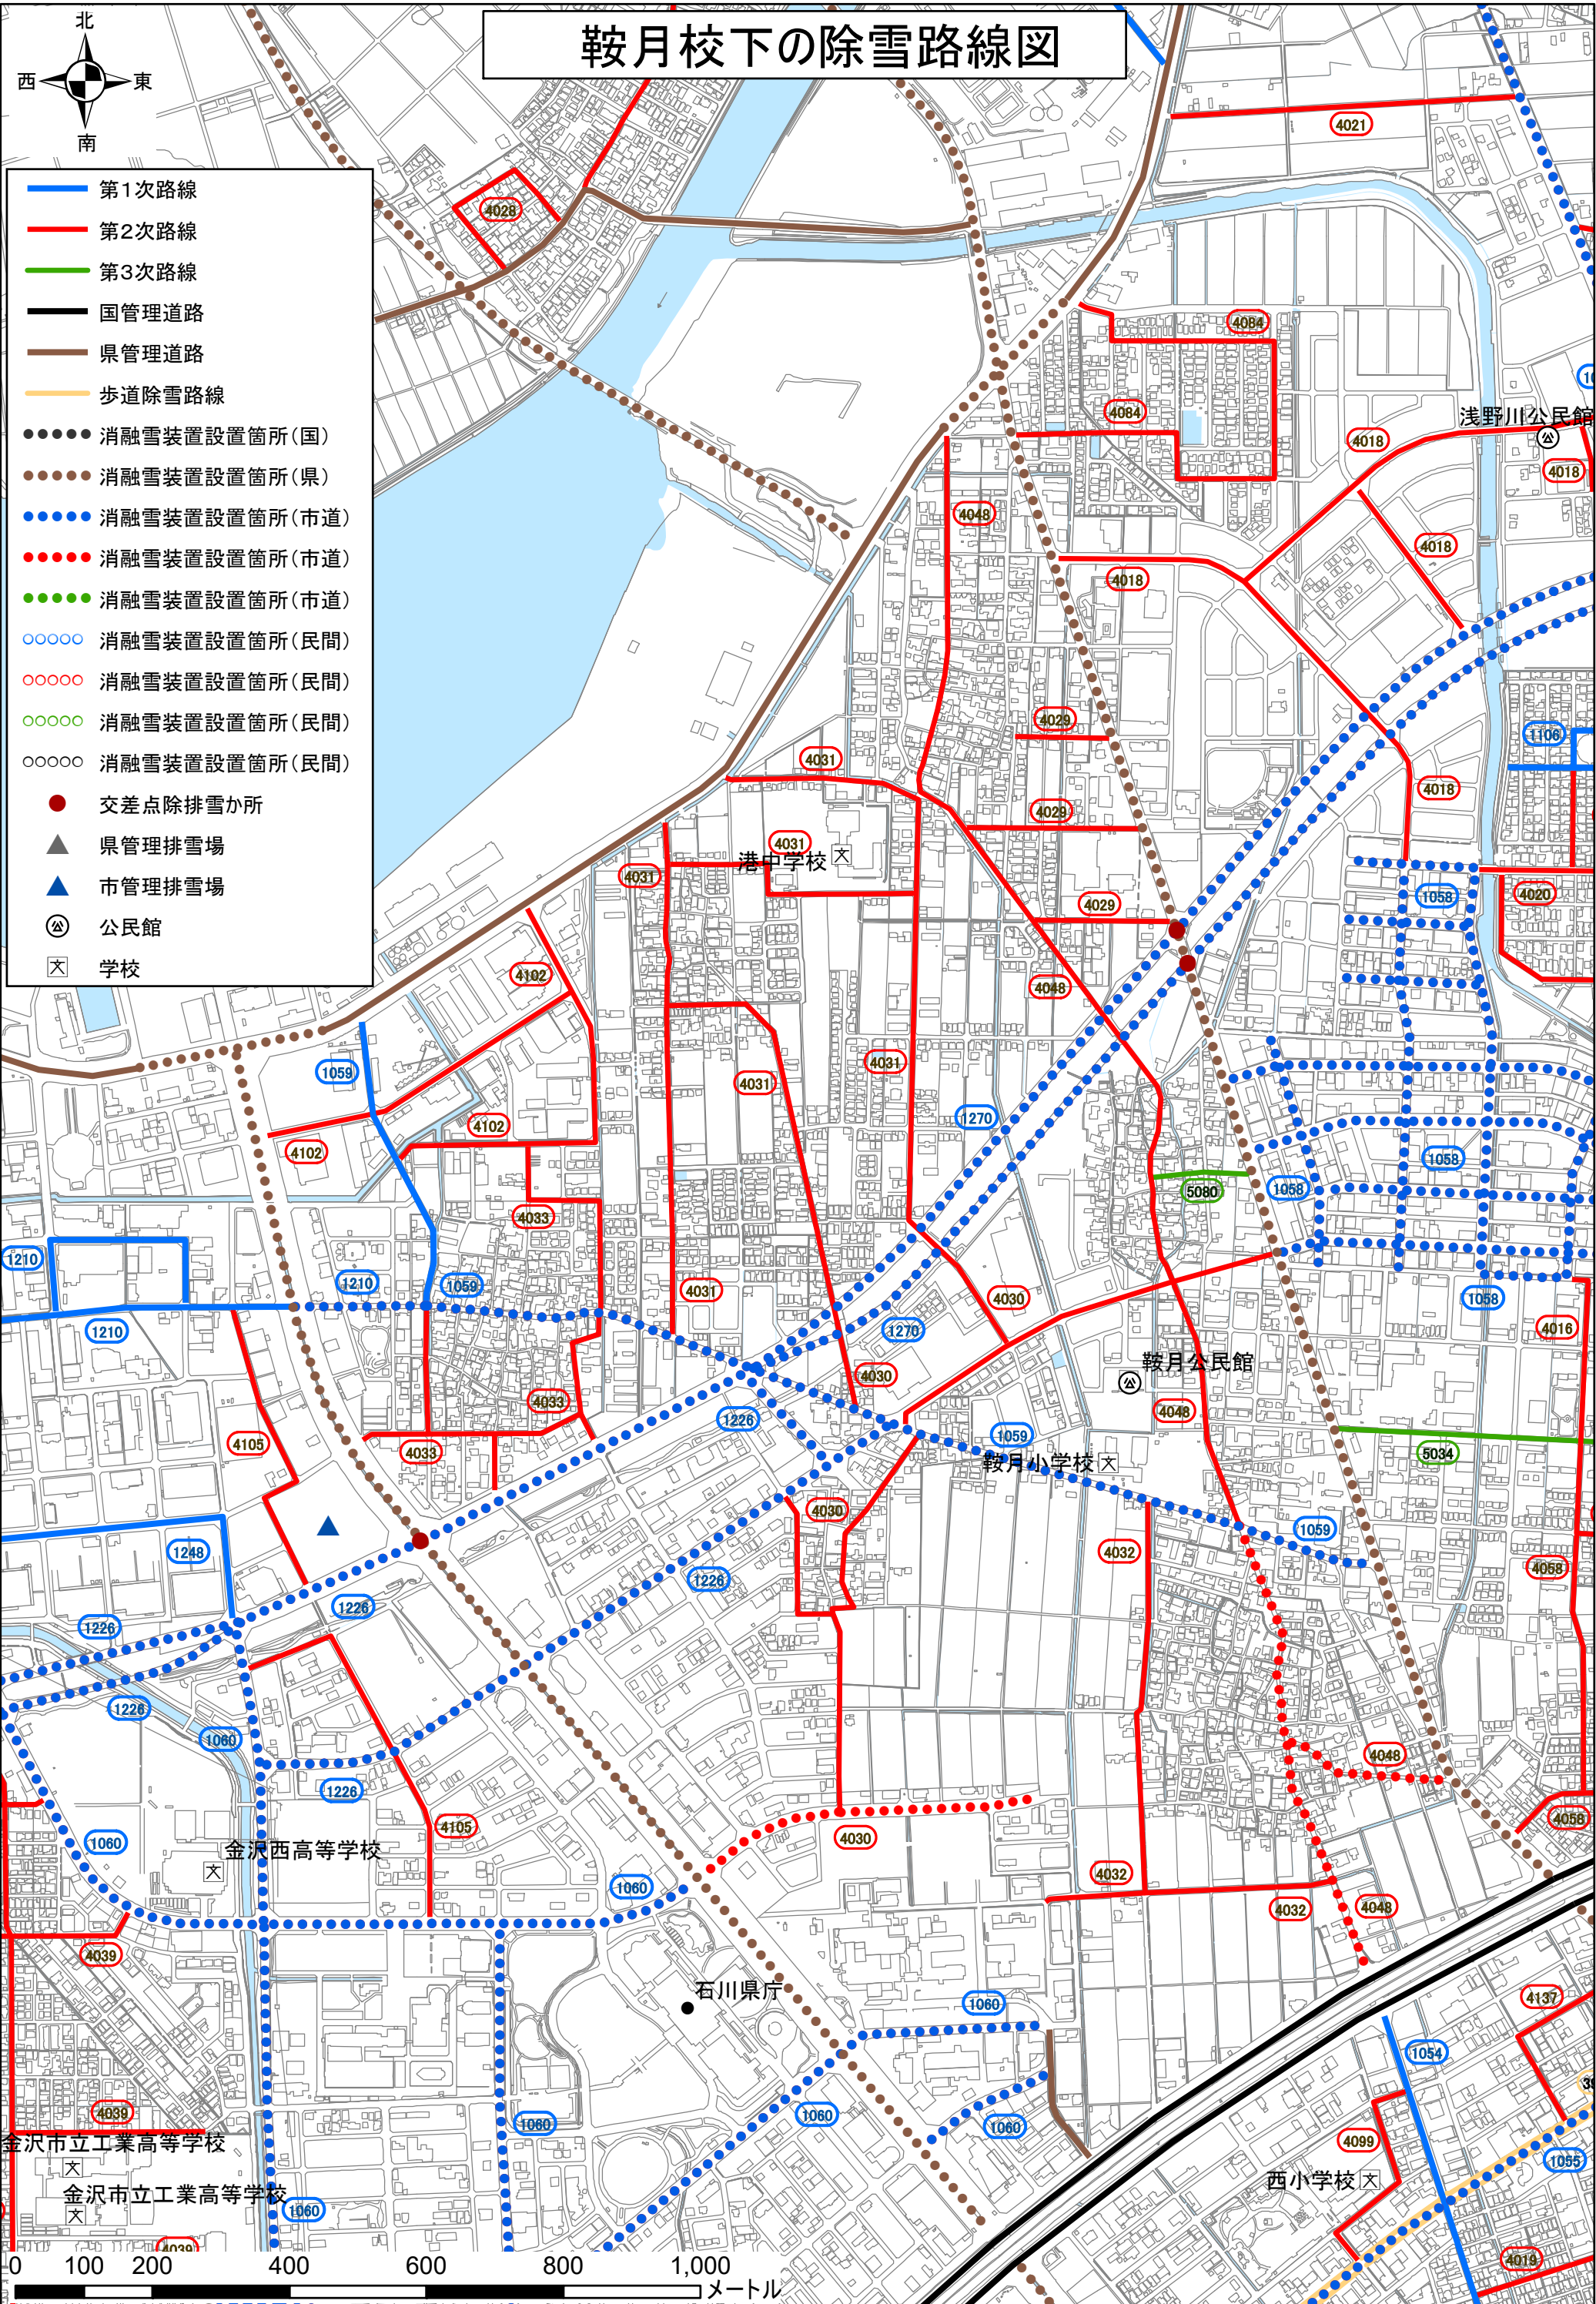 鞍月校下の除雪路線図
北
西 東
南
第1次路線
第2次路線
第3次路線
国管理道路
県管理道路
歩道除雪路線
消融雪装置設置箇所(国)
消融雪装置設置箇所(県)
消融雪装置設置箇所(市道)
消融雪装置設置箇所(市道)
消融雪装置設置箇所(市道)
消融雪装置設置箇所(民間)
消融雪装置設置箇所(民間)
消融雪装置設置箇所(民間)
消融雪装置設置箇所(民間)
交差点除排雪か所
県管理排雪場
市管理排雪場
公民館
文 学校
4021
4028
4084
4084
浅野川公民館
4018
4018
4048
4018
4018
4029
1106
4031
4018
4029
4031
港中学校 文
4031
1058
4020
4029
4102
4048
1059
4031
4031
1270
4102
4102
1058
5080
1058
4033
1210
1210
1059
4031
4030
1058
1210
1270
4016
鞍月公民館
4030
4033
4048
1226
1059
4105
4033
5034
鞍月小学校 文
4030
1059
1248
4032
4058
1226
1226
1226
1226
1060
4048
1226
4105
4058
1060
4030
金沢西高等学校
文
4032
1060
4032
4048
4039
石川県庁
1060
4137
1054
4039
1060
1060
1060
金沢市立工業高等学校
文
4099
1055
西小学校 文
金沢市立工業高等学校
文
1060
4039
4019
0 100 200 400 600 800 1,000
メートル